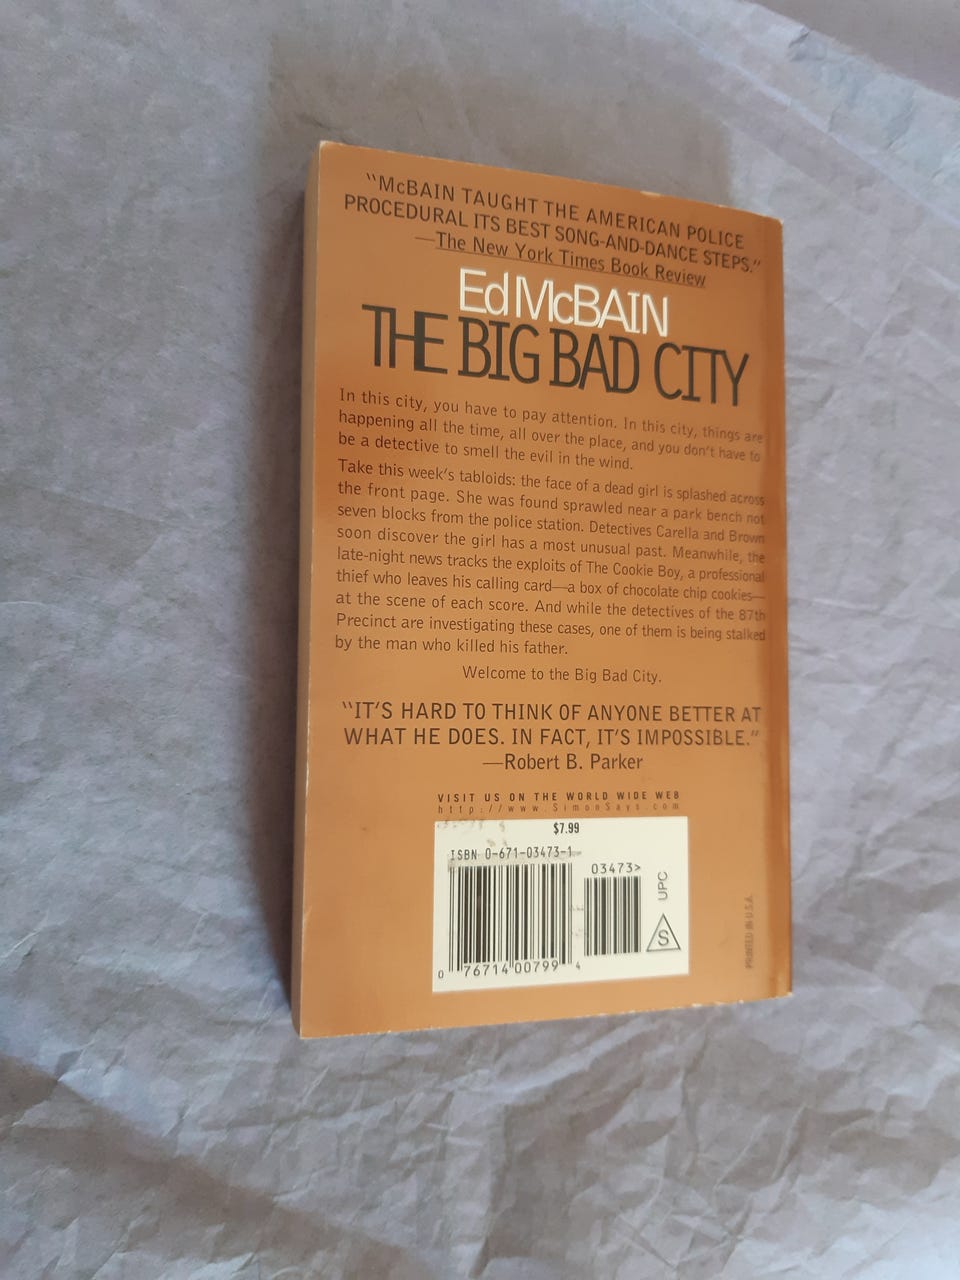 "McBAIN TAUGHT THE AMERICAN POLICE
PROCEDURAL ITS BEST SONG-AND-DANCE STEPS."
—The New York Times Book Review
Ed McBAIN
THE BIG BAD CITY
In this city, you have to pay attention. In this city, things are
happening all the time, all over the place, and you don't have to
be a detective to smell the evil in the wind.
Take this week's tabloids: the face of a dead girl is splashed across
the front page. She was found sprawled near a park bench not
seven blocks from the police station. Detectives Carella and Brown
soon discover the girl has a most unusual past. Meanwhile, the
late-night news tracks the exploits of The Cookie Boy, a professional
thief who leaves his calling card—a box of chocolate chip cookies—
at the scene of each score. And while the detectives of the 87th
Precinct are investigating these cases, one of them is being stalked
by the man who killed his father.
Welcome to the Big Bad City.
"IT'S HARD TO THINK OF ANYONE BETTER AT
WHAT HE DOES. IN FACT, IT'S IMPOSSIBLE."
—Robert B. Parker
VISIT US ON THE WORLD WIDE WEB
http://www.SimonSays.com
$7.99
ISBN 0-671-03473-1
03473>
UPC
S
0 76714 00799 4
PRINTED IN U.S.A.